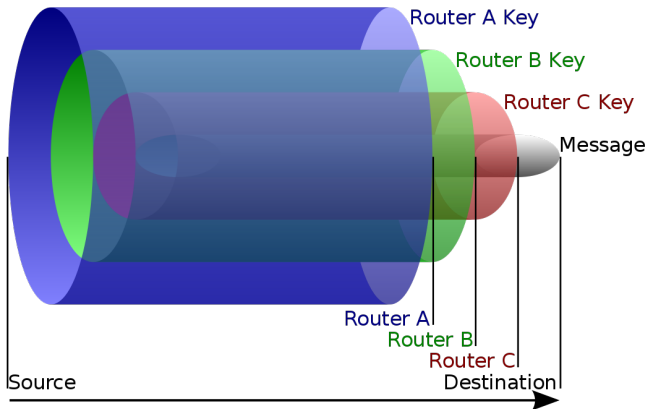 Router A Key
Router B Key
Router C Key
Message
Router A
Router B
Router C
Source
Destination